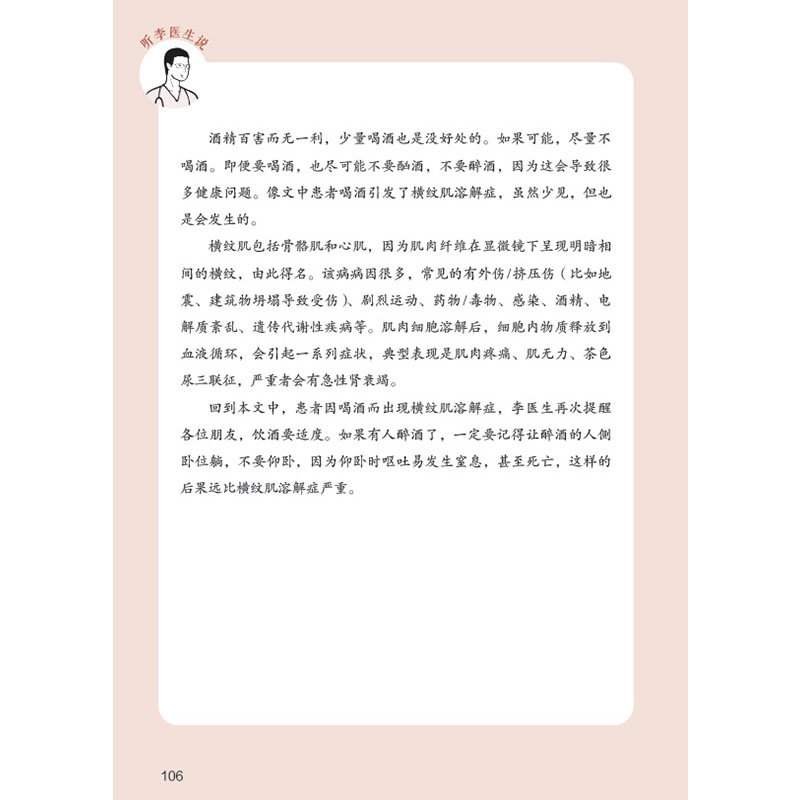 听李医生说
酒精百害而无一利，少量喝酒也是没好处的。如果可能，尽量不
喝酒。即便要喝酒，也尽可能不要酗酒，不要醉酒，因为这会导致很
多健康问题。像文中患者喝酒引发了横纹肌溶解症，虽然少见，但也
是会发生的。
横纹肌包括骨骼肌和心肌，因为肌肉纤维在显微镜下呈现明暗相
间的横纹，由此得名。该病病因很多，常见的有外伤/挤压伤（比如地
震、建筑物坍塌导致受伤）、剧烈运动、药物/毒物、感染、酒精、电
解质紊乱、遗传代谢性疾病等。肌肉细胞溶解后，细胞内物质释放到
血液循环，会引起一系列症状，典型表现是肌肉疼痛、肌无力、茶色
尿三联征，严重者会有急性肾衰竭。
回到本文中，患者因喝酒而出现横纹肌溶解症，李医生再次提醒
各位朋友，饮酒要适度。如果有人醉酒了，一定要记得让醉酒的人侧
卧位躺，不要仰卧，因为仰卧时呕吐易发生窒息，甚至死亡，这样的
后果远比横纹肌溶解症严重。
106